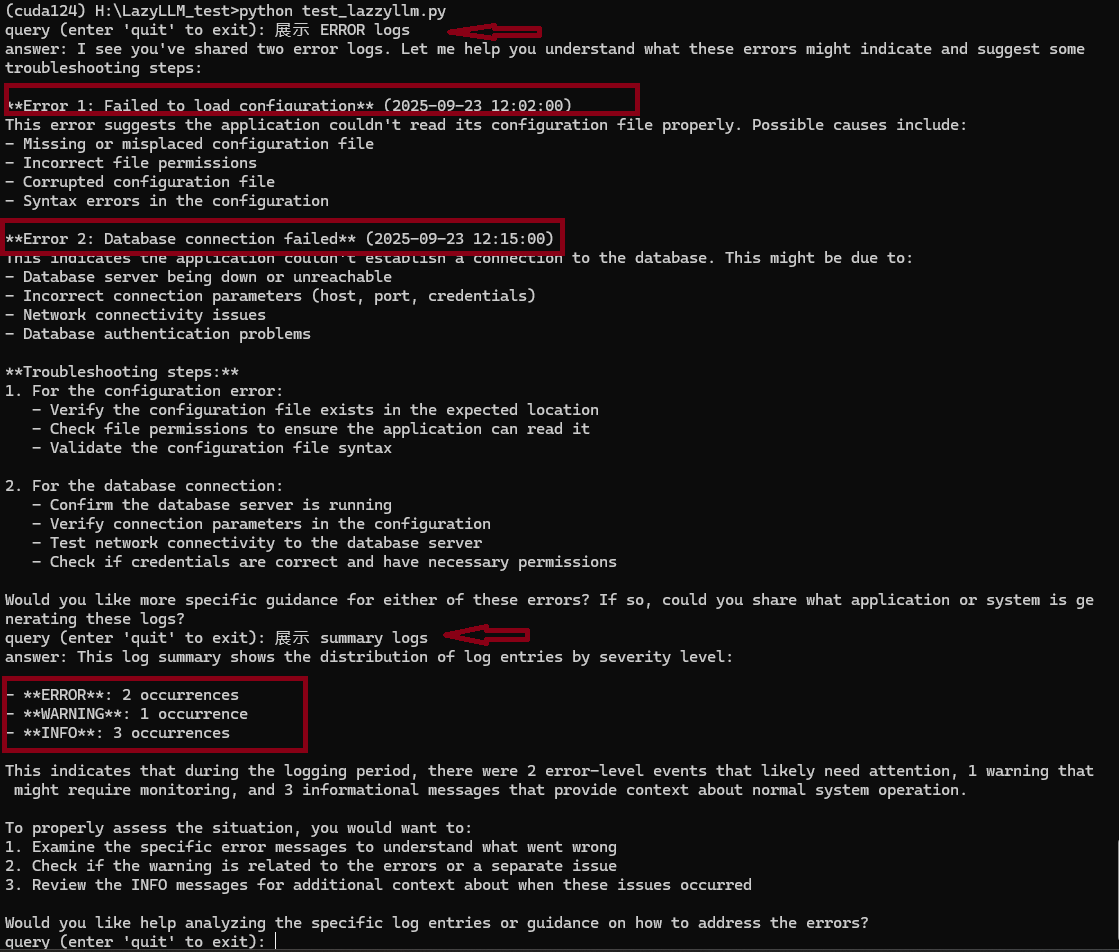 (cuda124) H:\LazyLLM_test>python test_lazzyllm.py
query (enter 'quit' to exit): 展示 ERROR logs
answer: I see you've shared two error logs. Let me help you understand what these errors might indicate and suggest some
troubleshooting steps:
**Error 1: Failed to load configuration** (2025-09-23 12:02:00)
This error suggests the application couldn't read its configuration file properly. Possible causes include:
- Missing or misplaced configuration file
- Incorrect file permissions
- Corrupted configuration file
- Syntax errors in the configuration
**Error 2: Database connection failed** (2025-09-23 12:15:00)
This indicates the application couldn't establish a connection to the database. This might be due to:
- Database server being down or unreachable
- Incorrect connection parameters (host, port, credentials)
- Network connectivity issues
- Database authentication problems
**Troubleshooting steps:**
1. For the configuration error:
   - Verify the configuration file exists in the expected location
   - Check file permissions to ensure the application can read it
   - Validate the configuration file syntax
2. For the database connection:
   - Confirm the database server is running
   - Verify connection parameters in the configuration
   - Test network connectivity to the database server
   - Check if credentials are correct and have necessary permissions
Would you like more specific guidance for either of these errors? If so, could you share what application or system is ge
nerating these logs?
query (enter 'quit' to exit): 展示 summary logs
answer: This log summary shows the distribution of log entries by severity level:
- **ERROR**: 2 occurrences
- **WARNING**: 1 occurrence
- **INFO**: 3 occurrences
This indicates that during the logging period, there were 2 error-level events that likely need attention, 1 warning that
 might require monitoring, and 3 informational messages that provide context about normal system operation.
To properly assess the situation, you would want to:
1. Examine the specific error messages to understand what went wrong
2. Check if the warning is related to the errors or a separate issue
3. Review the INFO messages for additional context about when these issues occurred
Would you like help analyzing the specific log entries or guidance on how to address the errors?
query (enter 'quit' to exit):